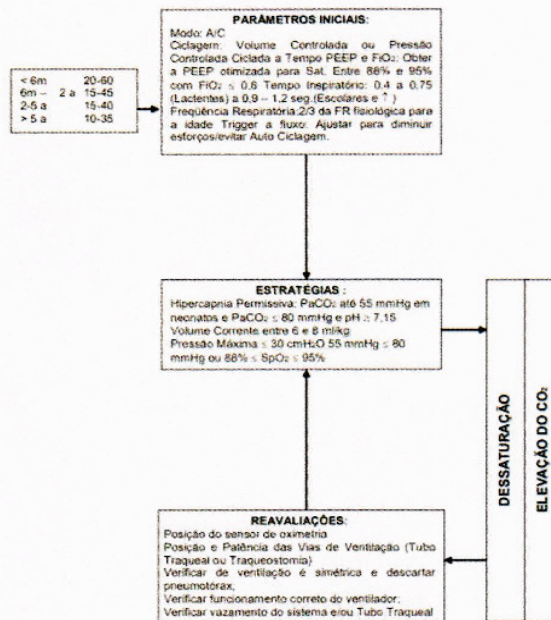 PARÂMETROS INICIAIS:
Modo: A/C
Ciclagem: Volume Controlada ou Pressão
Controlada Ciclada a Tempo PEEP e FiO₂: Obter
a PEEP otimizada para Sat. Entre 88% e 95%
com FiO₂ ≤ 0,6 Tempo Inspiratório: 0,4 a 0,75
(Lactentes) a 0,9 – 1,2 seg.(Escolares e ↑ )
Freqüência Respiratória:2/3 da FR fisiológica para
a idade Trigger a fluxo: Ajustar para diminuir
esforços/evitar Auto Ciclagem.
< 6m 20-60
6m – 2 a 15-45
2-5 a 15-40
> 5 a 10-35
ESTRATÉGIAS :
Hipercapnia Permissiva: PaCO₂ até 55 mmHg em
neonatos e PaCO₂ ≤ 80 mmHg e pH ≥ 7,15
Volume Corrente entre 6 e 8 ml/kg
Pressão Máxima ≤ 30 cmH₂O 55 mmHg ≤ 80
mmHg ou 88% ≤ SpO₂ ≤ 95%
DESSATURAÇÃO
ELEVAÇÃO DO CO₂
REAVALIAÇÕES:
Posição do sensor de oximetria
Posição e Patência das Vias de Ventilação (Tubo
Traqueal ou Traqueostomia)
Verificar de ventilação é simétrica e descartar
pneumotórax;
Verificar funcionamento correto do ventilador;
Verificar vazamento do sistema e/ou Tubo Traqueal